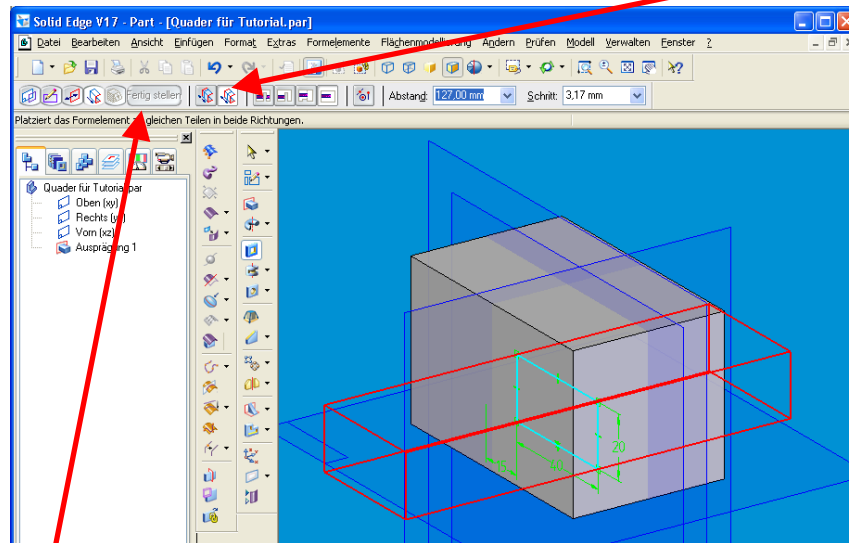 Solid Edge V17 - Part - [Quader für Tutorial.par]
Datei Bearbeiten Ansicht Einfügen Format Extras Formelemente Flächenmodellierung Ändern Prüfen Modell Verwalten Fenster ?
Fertig stellen Abstand: 127,00 mm Schritt: 3,17 mm
Platziert das Formelement zu gleichen Teilen in beide Richtungen.
Quader für Tutorial.par
Oben (xy)
Rechts (yz)
Vorn (xz)
Ausprägung 1
20